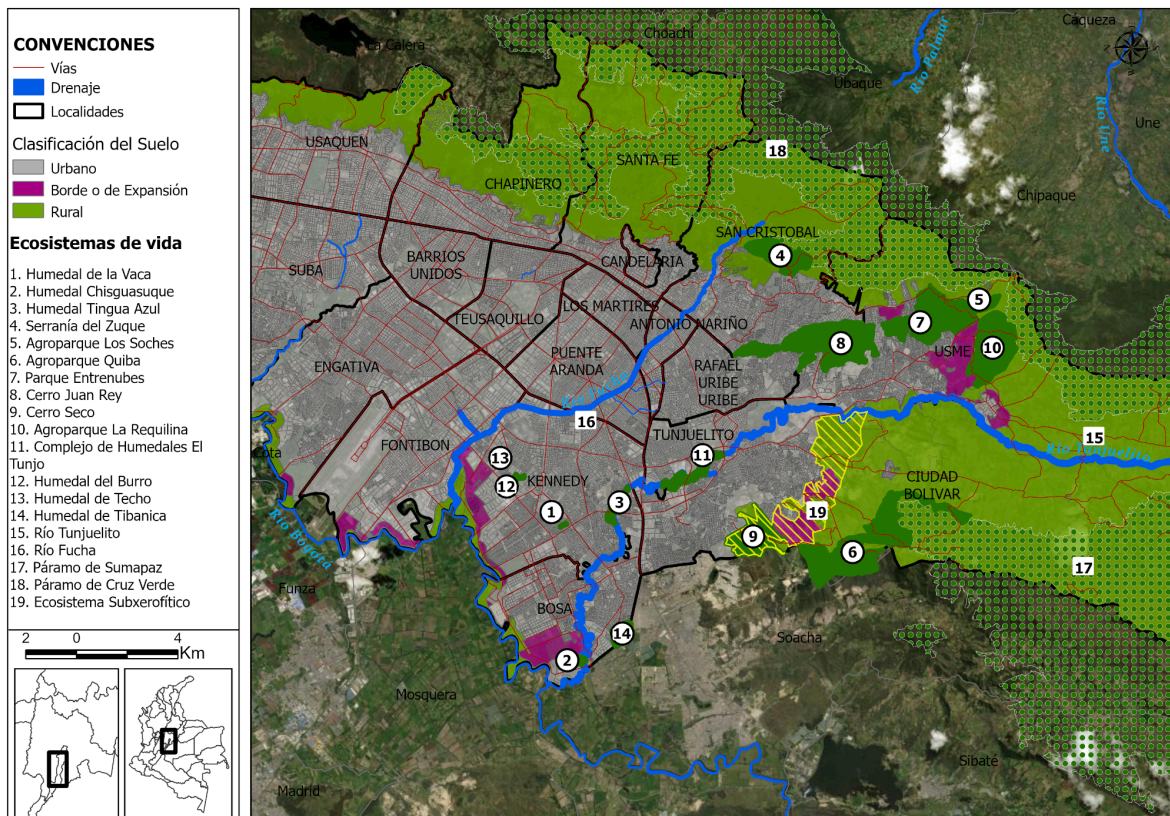 CONVENCIONES
Vías
Drenaje
Localidades
Clasificación del Suelo
Urbano
Borde o de Expansión
Rural
Ecosistemas de vida
1. Humedal de la Vaca
2. Humedal Chisguasuque
3. Humedal Tingua Azul
4. Serranía del Zuque
5. Agroparque Los Soches
6. Agroparque Quiba
7. Parque Entrenubes
8. Cerro Juan Rey
9. Cerro Seco
10. Agroparque La Requilina
11. Complejo de Humedales El
Tunjo
12. Humedal del Burro
13. Humedal de Techo
14. Humedal de Tibanica
15. Río Tunjuelito
16. Río Fucha
17. Páramo de Sumapaz
18. Páramo de Cruz Verde
19. Ecosistema Subxerofítico
2 0 4
Km
La Calera
Choachí
Cáqueza
Ubaque
Río Palmar
Río Une
Une
Chipaque
USAQUEN
CHAPINERO
SANTA FE
18
SAN CRISTOBAL
4
SUBA
BARRIOS
UNIDOS
CANDELARIA
LOS MARTIRES
TEUSAQUILLO
ANTONIO NARIÑO
5
7
8
USME
10
ENGATIVA
PUENTE
ARANDA
RAFAEL
URIBE
URIBE
Río Fucha
16
FONTIBON
TUNJUELITO
11
15
Río Tunjuelito
Cota
13
12
KENNEDY
3
1
CIUDAD
BOLIVAR
19
9
6
17
Río Bogotá
Funza
BOSA
14
2
Soacha
Mosquera
Sibaté
Madrid